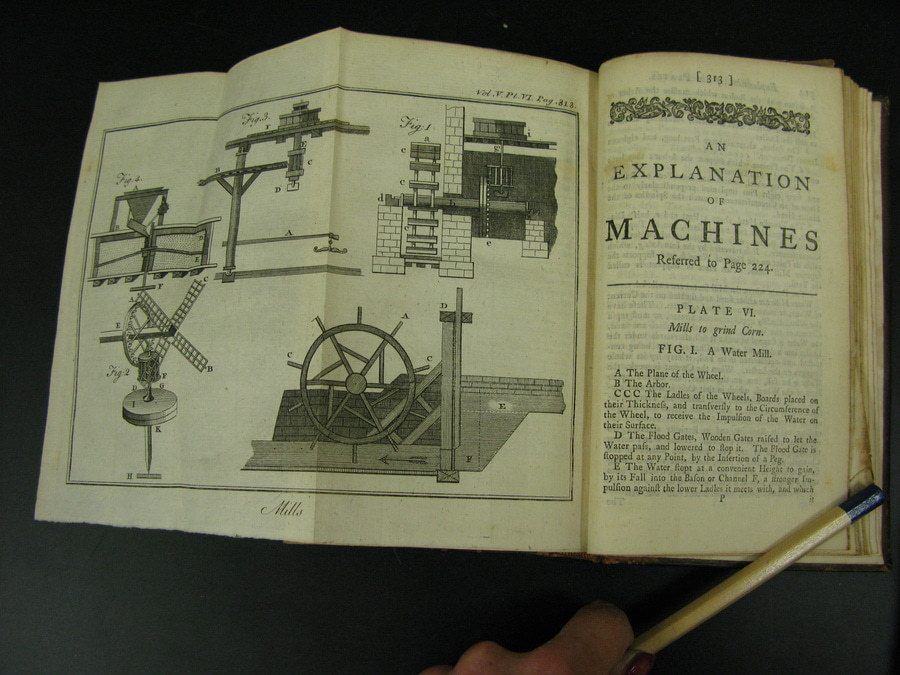 Vol. V. Pl. VI. Pag. 313.
Fig. 3.
Fig. 1
Fig. 4.
Fig. 2
Mills
[ 313 ]
AN
EXPLANATION
OF
MACHINES
Referred to Page 224.
PLATE VI.
Mills to grind Corn.
FIG. I. A Water Mill.
A The Plane of the Wheel.
B The Arbor.
CCC The Ladles of the Wheels, Boards placed on
their Thickneſs, and tranſverſly to the Circumference of
the Wheel, to receive the Impulſion of the Water on
their Surface.
D The Flood Gates, Wooden Gates raiſed to let the
Water paſs, and lowered to ſtop it. The Flood Gate is
ſtopped at any Point, by the Inſertion of a Peg.
E The Water ſtopt at a convenient Height to gain,
by its Fall into the Baſon or Channel F, a ſtronger Im-
pulſion againſt the lower Ladles it meets with, and which
P